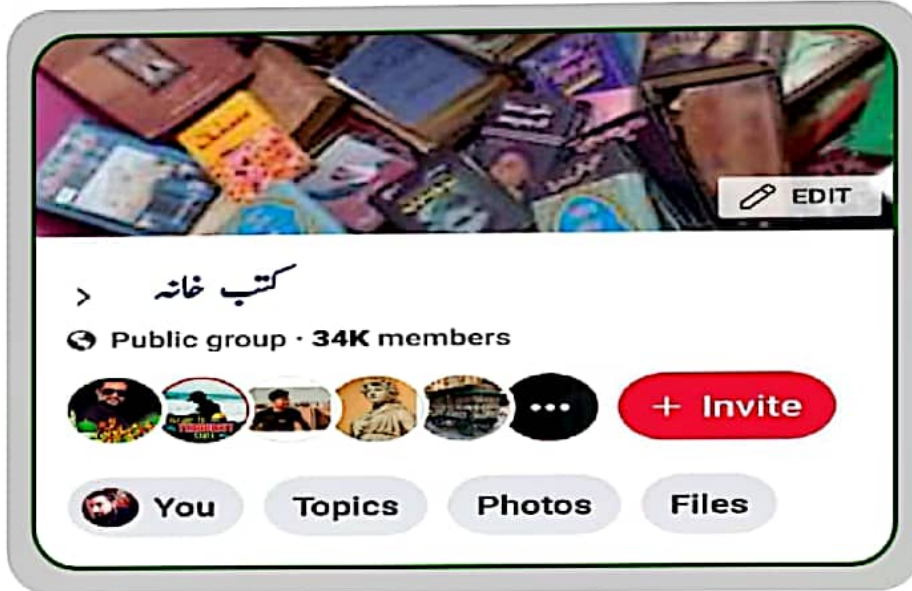 EDIT
کتب خانہ >
Public group · 34K members
+ Invite
You
Topics
Photos
Files